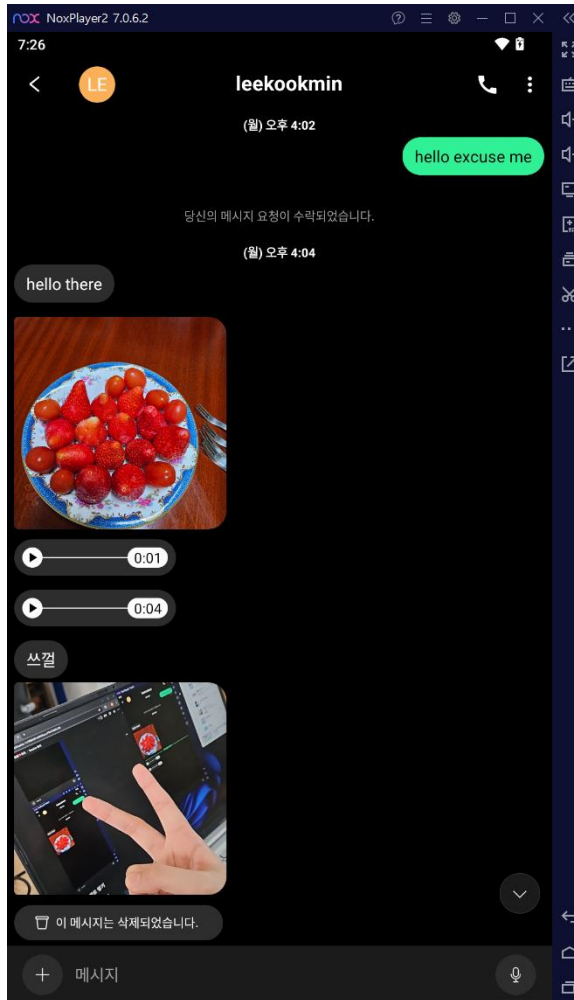 nox NoxPlayer2 7.0.6.2
7:26
LE
leekookmin
(월) 오후 4:02
hello excuse me
당신의 메시지 요청이 수락되었습니다.
(월) 오후 4:04
hello there
0:01
0:04
쓰껄
이 메시지는 삭제되었습니다.
메시지